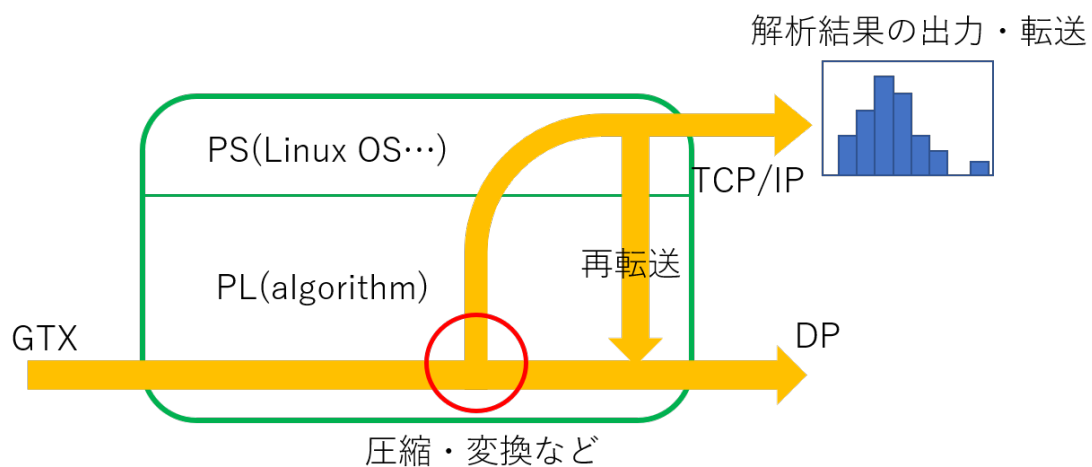 解析結果の出力・転送
PS(Linux OS…)
TCP/IP
再転送
PL(algorithm)
GTX
DP
圧縮・変換など